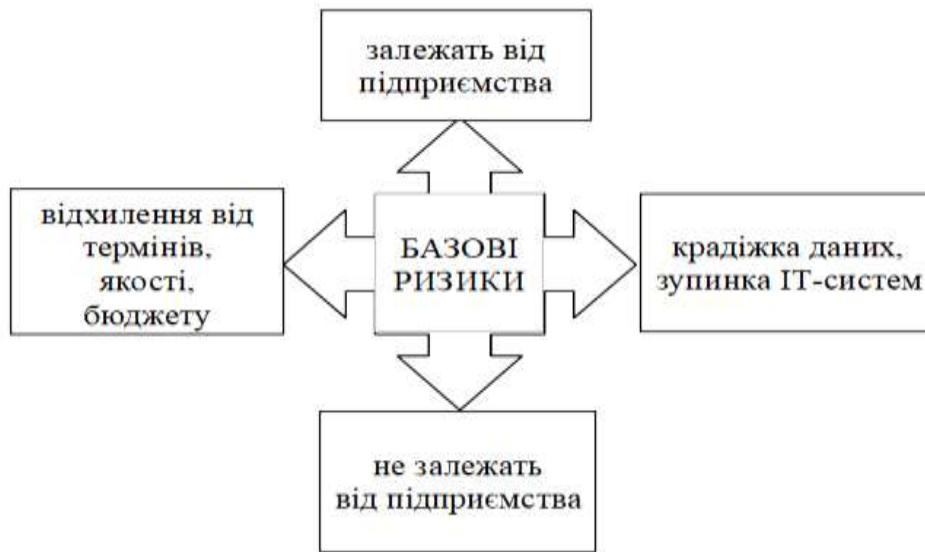 залежать від
підприємства
відхилення від
термінів,
якості,
бюджету
БАЗОВІ
РИЗИКИ
крадіжка даних,
зупинка ІТ-систем
не залежать
від підприємства